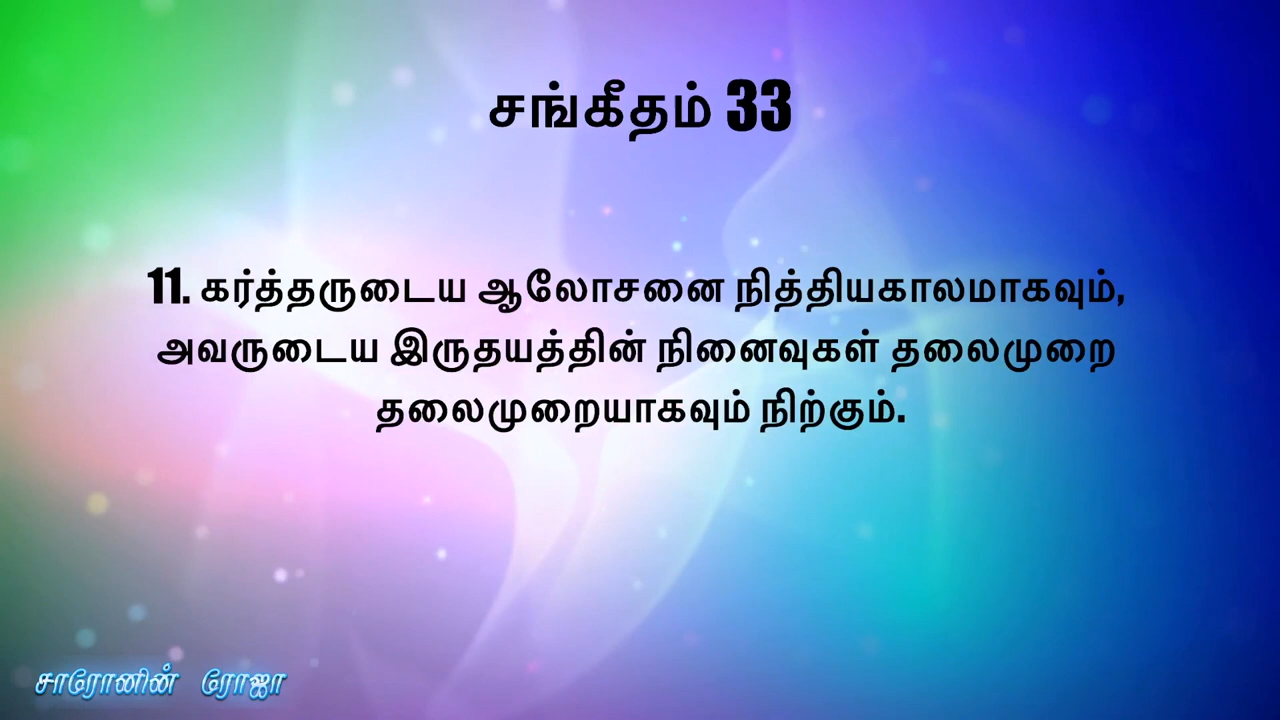 சங்கீதம் 33
11. கர்த்தருடைய ஆலோசனை நித்தியகாலமாகவும்,
அவருடைய இருதயத்தின் நினைவுகள் தலைமுறை
தலைமுறையாகவும் நிற்கும்.
சாரோனின் ரோஜா